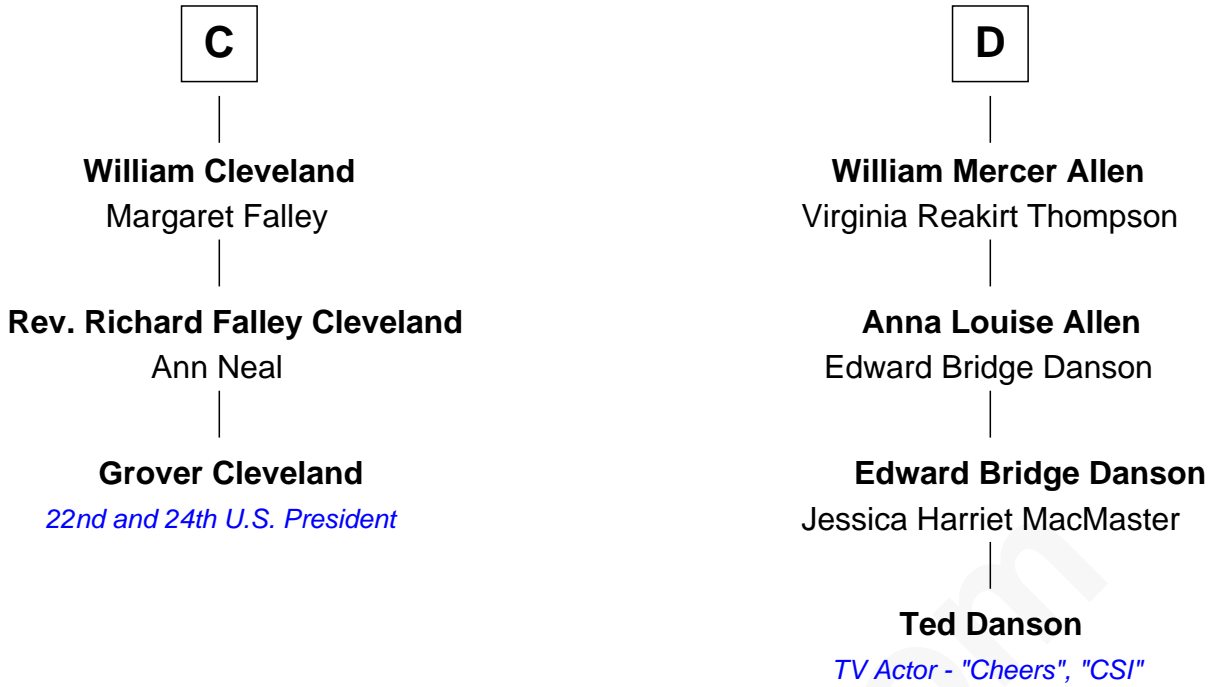 C
William Cleveland
Margaret Falley
Rev. Richard Falley Cleveland
Ann Neal
Grover Cleveland
22nd and 24th U.S. President
D
William Mercer Allen
Virginia Reakirt Thompson
Anna Louise Allen
Edward Bridge Danson
Edward Bridge Danson
Jessica Harriet MacMaster
Ted Danson
TV Actor - "Cheers", "CSI"